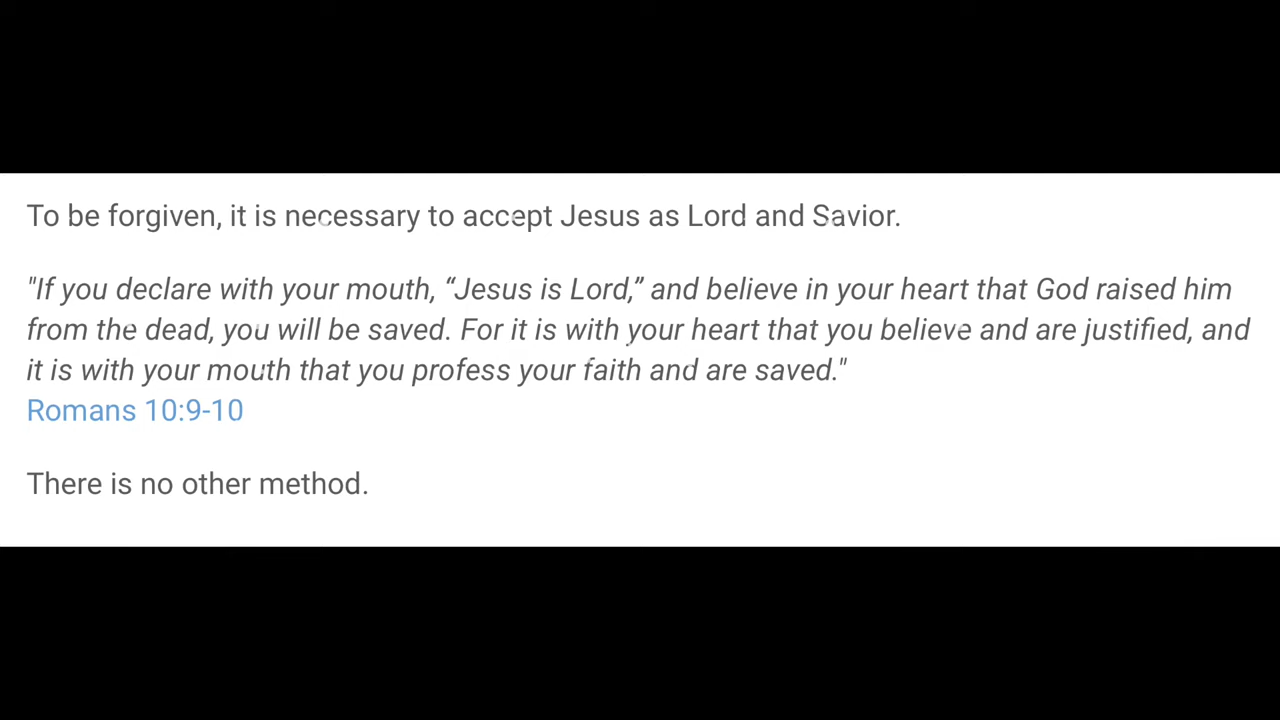 To be forgiven, it is necessary to accept Jesus as Lord and Savior.
"If you declare with your mouth, “Jesus is Lord,” and believe in your heart that God raised him
from the dead, you will be saved. For it is with your heart that you believe and are justified, and
it is with your mouth that you profess your faith and are saved."
Romans 10:9-10
There is no other method.